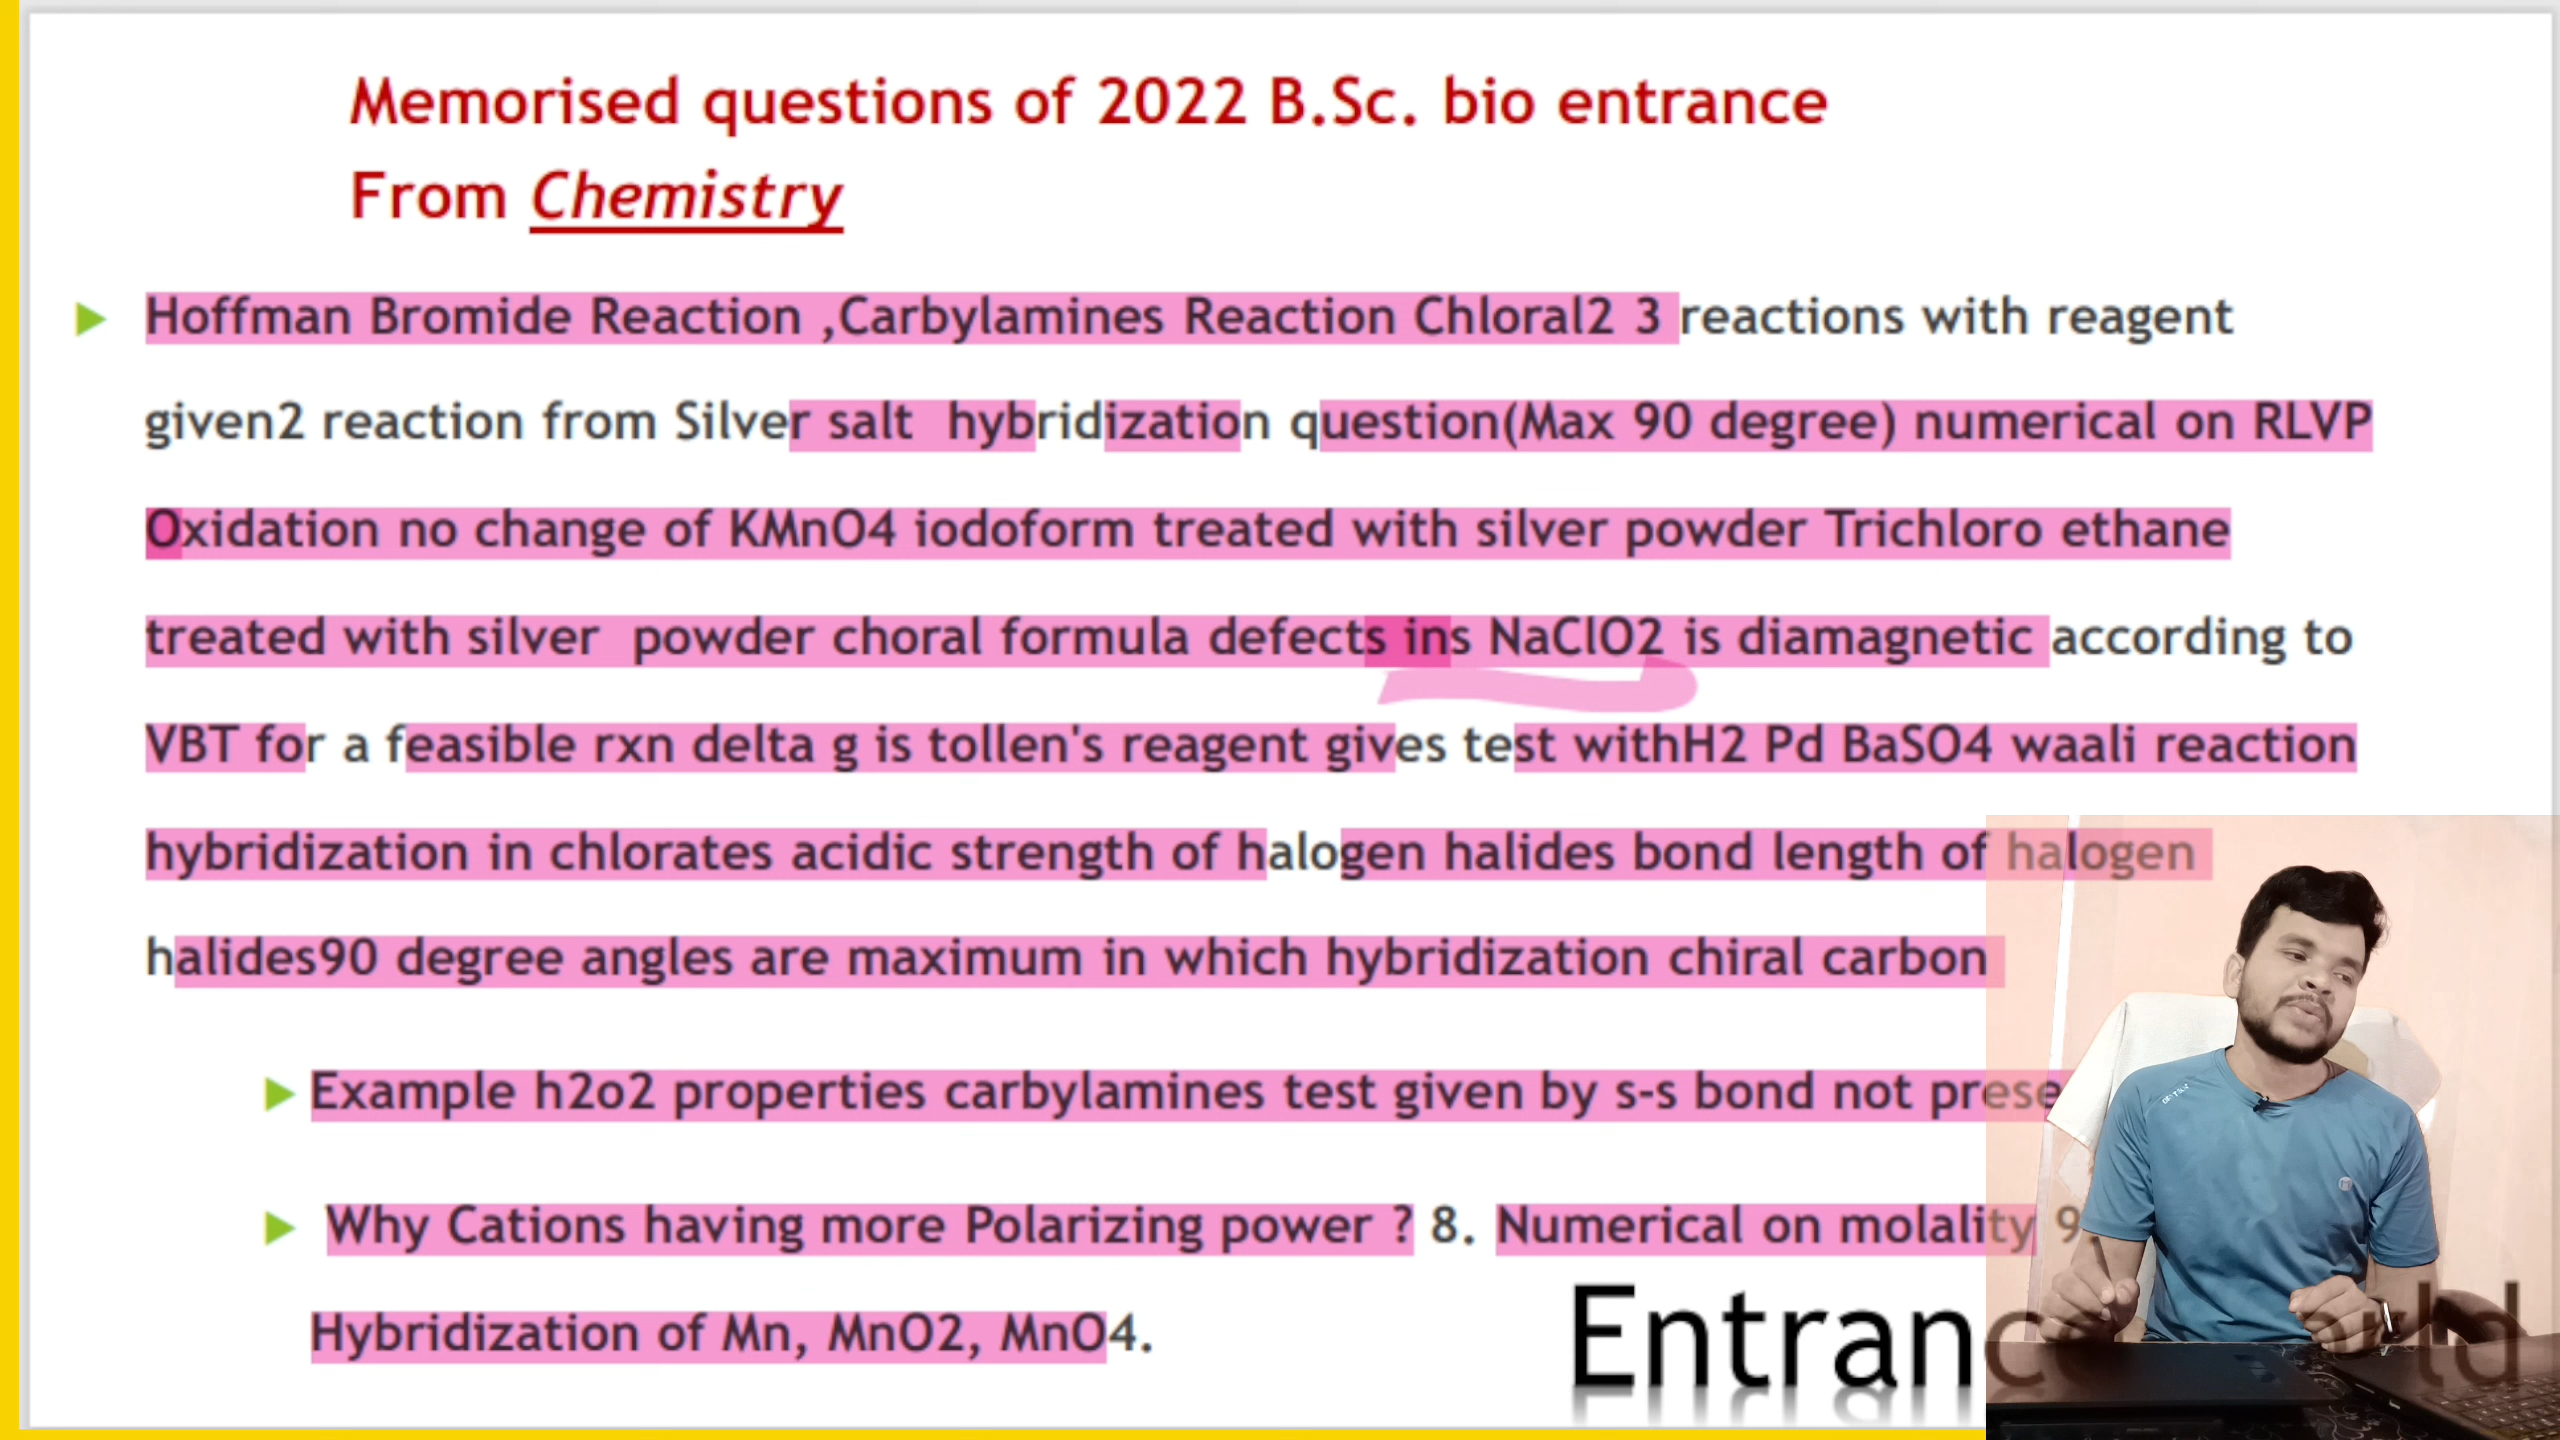 Memorised questions of 2022 B.Sc. bio entrance
From Chemistry
Hoffman Bromide Reaction ,Carbylamines Reaction Chloral2 3 reactions with reagent
given2 reaction from Silver salt hybridization question(Max 90 degree) numerical on RLVP
Oxidation no change of KMnO4 iodoform treated with silver powder Trichloro ethane
treated with silver powder choral formula defects ins NaClO2 is diamagnetic according to
VBT for a feasible rxn delta g is tollen's reagent gives test withH2 Pd BaSO4 waali reaction
hybridization in chlorates acidic strength of halogen halides bond length of halogen
halides90 degree angles are maximum in which hybridization chiral carbon
Example h2o2 properties carbylamines test given by s-s bond not
Why Cations having more Polarizing power ? 8. Numerical on molality 9.
Hybridization of Mn, MnO2, MnO4.